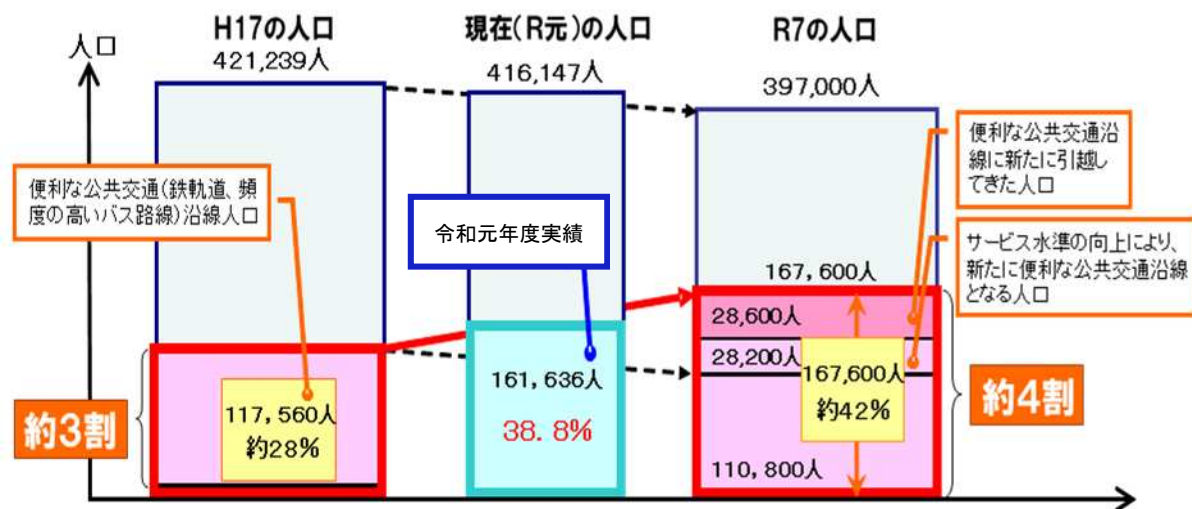 人口
H17の人口
421,239人
現在(R元)の人口
416,147人
R7の人口
397,000人
便利な公共交通(鉄軌道、頻
度の高いバス路線)沿線人口
令和元年度実績
便利な公共交通沿
線に新たに引越し
てきた人口
サービス水準の向上により、
新たに便利な公共交通沿線
となる人口
167,600人
28,600人
28,200人
167,600人
約42%
110,800人
161,636人
38.8%
117,560人
約28%
約3割
約4割